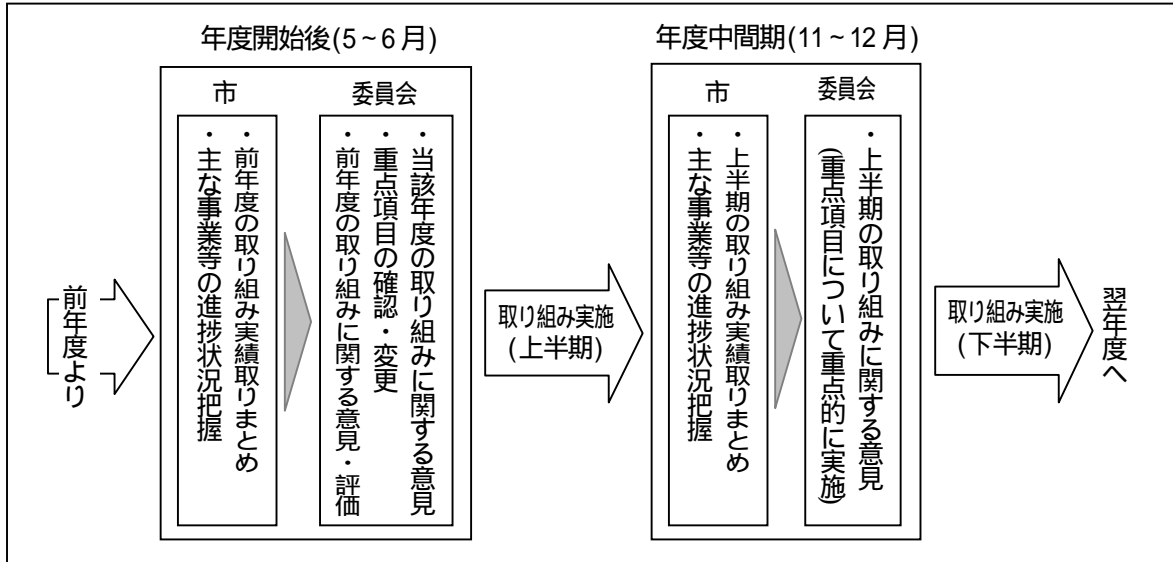 年度開始後(5～6月)
年度中間期(11～12月)
前年度より
市
・前年度の取り組み実績取りまとめ
・主な事業等の進捗状況把握
委員会
・当該年度の取り組みに関する意見
・重点項目の確認・変更
・前年度の取り組みに関する意見・評価
取り組み実施
(上半期)
市
・上半期の取り組み実績取りまとめ
・主な事業等の進捗状況把握
委員会
・上半期の取り組みに関する意見
(重点項目について重点的に実施)
取り組み実施
(下半期)
翌年度へ